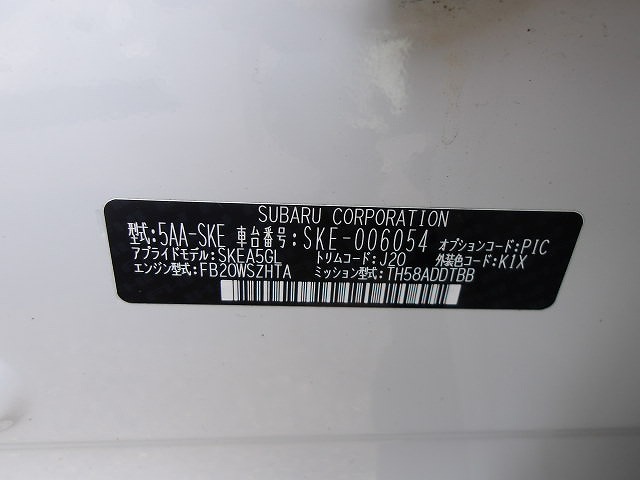 SUBARU CORPORATION
型式:5AA-SKE 車台番号:SKE-006054 オプションコード:PIC
アプライドモデル:SKEA5GL トリムコード:J20 外装色コード:K1X
エンジン型式:FB20WSZHTA ミッション型式:TH58ADDTBB